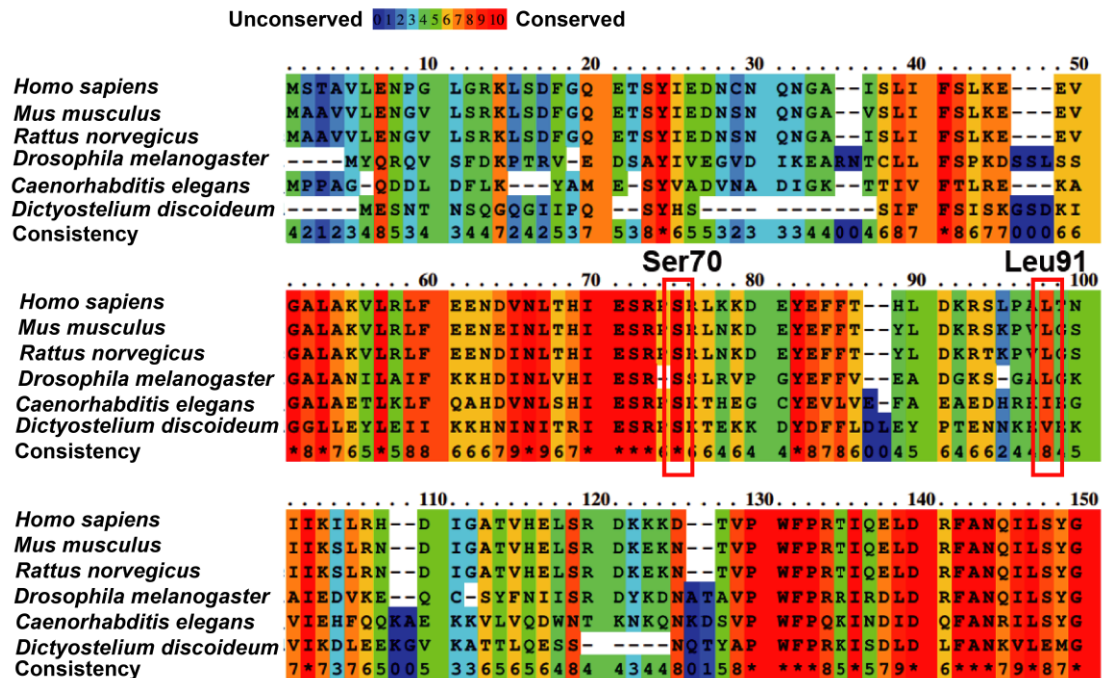 Unconserved 0 1 2 3 4 5 6 7 8 9 10 Conserved
. . . . . . . . . 10 . . . . . . . . . 20 . . . . . . . . . 30 . . . . . . . . . 40 . . . . . . . . . 50
Homo sapiens MSTAVLENPG LGRKLSDFGQ ETSYIEDNCN QNGA--ISLI FSLKE---EV
Mus musculus MAAVVLENGV LSRKLSDFGQ ETSYIEDNSN QNGA--ISLI FSLKE---EV
Rattus norvegicus MAAVVLENGV LSRKLSDFGQ ETSYIEDNSN QNGA--ISLI FSLKE---EV
Drosophila melanogaster ----MYQRQV SFDKPTRV-E DSAYIVEGVD IKEARNTCLL FSPKDSSLSS
Caenorhabditis elegans MPPAG-QDDL DFLK---YAM E-SYVADVNA DIGK--TTIV FTLRE---KA
Dictyostelium discoideum -----MESNT NSQGQGIIPQ --SYHS---- -------SIF FSISKGSDKI
Consistency 4212348534 3447242537 538*655323 3344004687 *867700066
Ser70 Leu91
. . . . . . . . . 60 . . . . . . . . . 70 . . . . . . . . . 80 . . . . . . . . . 90 . . . . . . . . . 100
Homo sapiens GALAKVLRLF EENDVNLTHI ESRPSRLKKD EYEFFT--HL DKRSLPALTN
Mus musculus GALAKVLRLF EENEINLTHI ESRPSRLNKD EYEFFT--YL DKRSKPVLGS
Rattus norvegicus GALAKVLRLF EENDINLTHI ESRPSRLNKD EYEFFT--YL DKRTKPVLGS
Drosophila melanogaster GALANILAIF KKHDINLVHI ESR-SSLRVP GYEFFV--EA DGKS-GALGK
Caenorhabditis elegans GALAETLKLF QAHDVNLSHI ESRPSKTHEG CYEVLVE-FA EAEDHRKIEG
Dictyostelium discoideum GGLLEYLEII KKHNINITRI ESRPSKTEKK DYDFFLDLEY PTENNKEVEK
Consistency *8*765*588 66679*967* ***6*66464 4*87860045 6466244845
. . . . . . . . . 110 . . . . . . . . . 120 . . . . . . . . . 130 . . . . . . . . . 140 . . . . . . . . . 150
Homo sapiens IIKILRH--D IGATVHELSR DKKKD--TVP WFPRTIQELD RFANQILSYG
Mus musculus IIKSLRN--D IGATVHELSR DKEKN--TVP WFPRTIQELD RFANQILSYG
Rattus norvegicus IIKSLRN--D IGATVHELSR DKEKN--TVP WFPRTIQELD RFANQILSYG
Drosophila melanogaster AIEDVKE--Q C-SYFNIISR DYKDNATAVP WFPRRIRDLD RFANQILSYG
Caenorhabditis elegans VIEHFQQKAE KKVLVQDWNT KNKQNKDSVP WFPQKINDID QFANRILSYG
Dictyostelium discoideum VIKDLEEKVG VKATTLQESS -----NQTYAP WFPKKISDLD LFANKVLEMG
Consistency 7*73765005 3365656484 4434480158 ****85*579* 6***79*87*